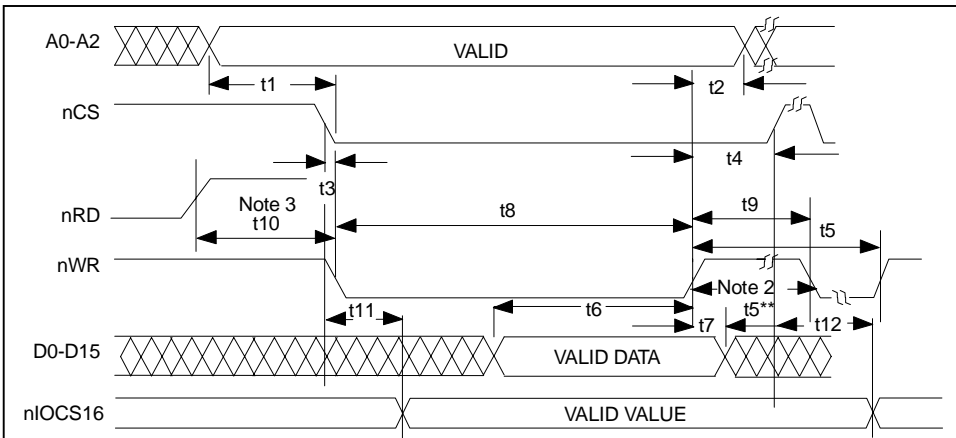 A0-A2
VALID
t1
t2
nCS
t4
t3
nRD
Note 3
t10
t8
t9
t5
nWR
Note 2
t11
t6
t7
t5**
t12
D0-D15
VALID DATA
nIOCS16
VALID VALUE